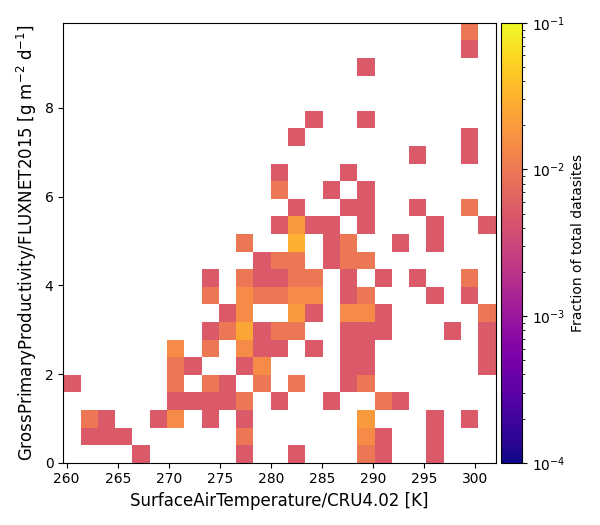 GrossPrimaryProductivity/FLUXNET2015 [g m⁻² d⁻¹]
8
6
4
2
0
260 265 270 275 280 285 290 295 300
SurfaceAirTemperature/CRU4.02 [K]
10⁻¹
10⁻²
10⁻³
10⁻⁴
Fraction of total datasites